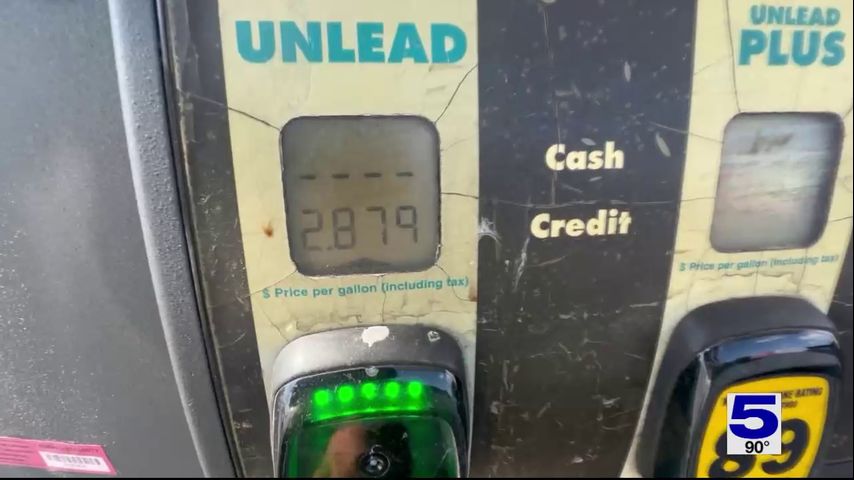 UNLEAD
UNLEAD
PLUS
- - - -
Cash
2.879
Credit
$ Price per gallon (including tax)
$ Price per gallon (including tax)
89
5
90°